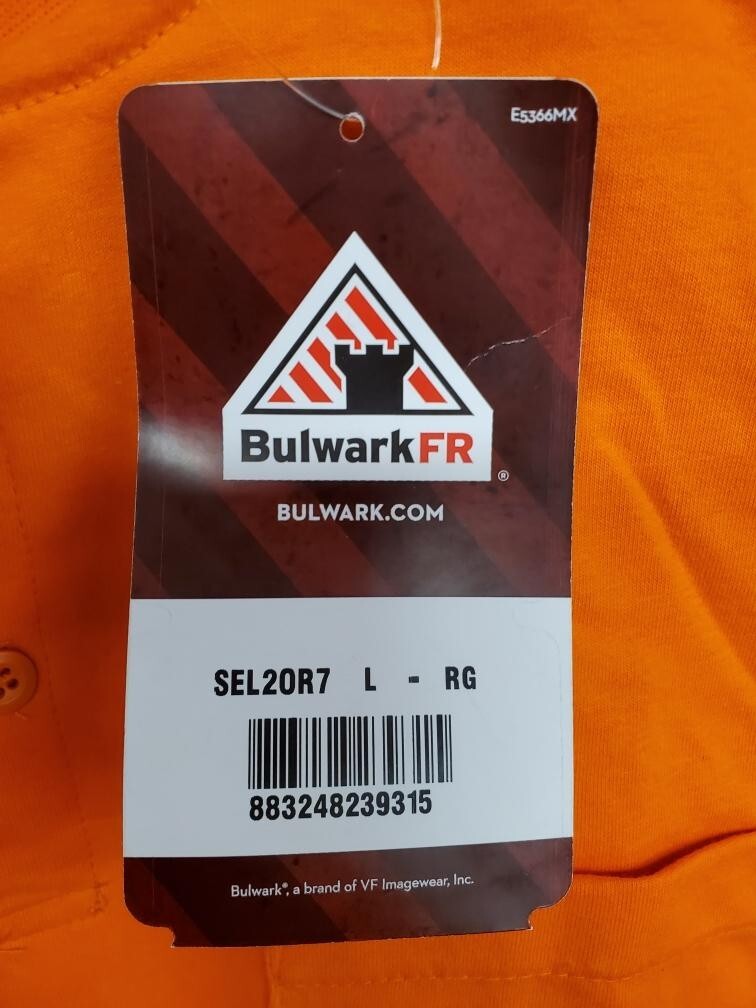 E5366MX
BulwarkFR
®
BULWARK.COM
SEL2OR7 L - RG
883248239315
Bulwark®, a brand of VF Imagewear, Inc.